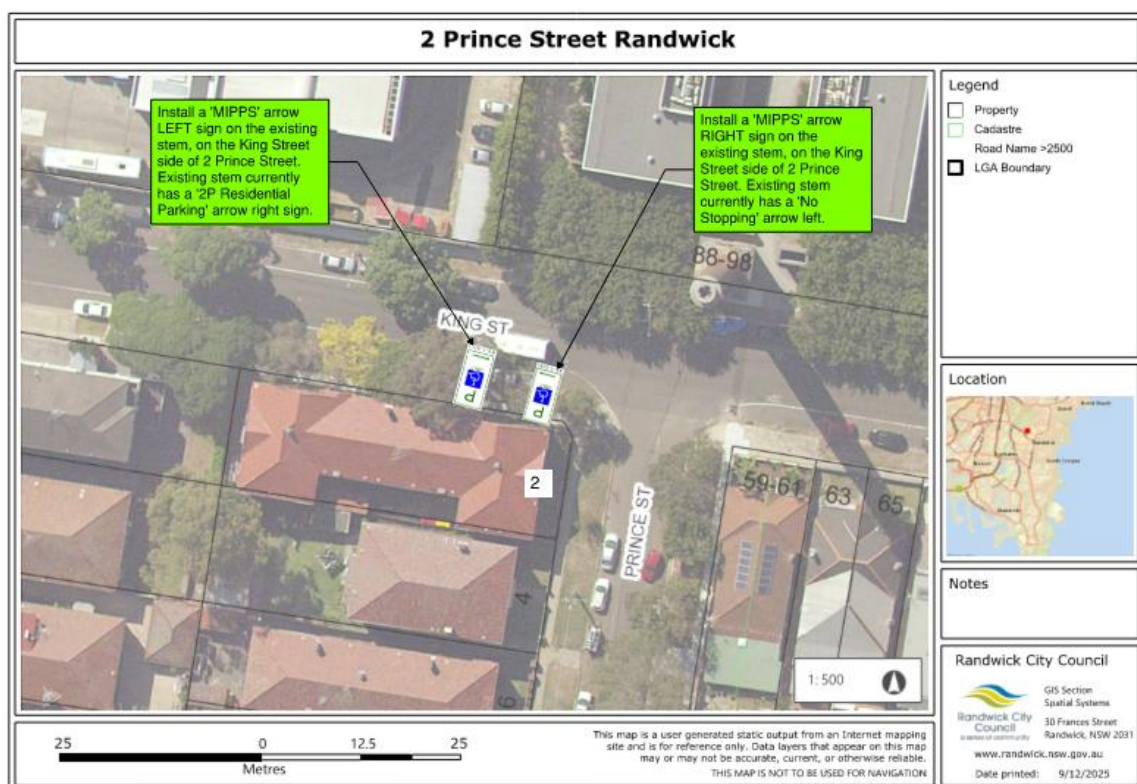 2 Prince Street Randwick
Install a 'MIPPS' arrow
LEFT sign on the existing
stem, on the King Street
side of 2 Prince Street.
Existing stem currently
has a '2P Residential
Parking' arrow right sign.
Install a 'MIPPS' arrow
RIGHT sign on the
existing stem, on the King
Street side of 2 Prince
Street. Existing stem
currently has a 'No
Stopping' arrow left.
88-98
KING ST
P
P
2
PRINCE ST
59-61
63
65
4
6
1: 500
Legend
Property
Cadastre
Road Name >2500
LGA Boundary
Location
Notes
Randwick City Council
Randwick City
Council
a sense of community
GIS Section
Spatial Systems
30 Frances Street
Randwick, NSW 2031
www.randwick.nsw.gov.au
Date printed: 9/12/2025
25 0 12.5 25
Metres
This map is a user generated static output from an Internet mapping
site and is for reference only. Data layers that appear on this map
may or may not be accurate, current, or otherwise reliable.
THIS MAP IS NOT TO BE USED FOR NAVIGATION